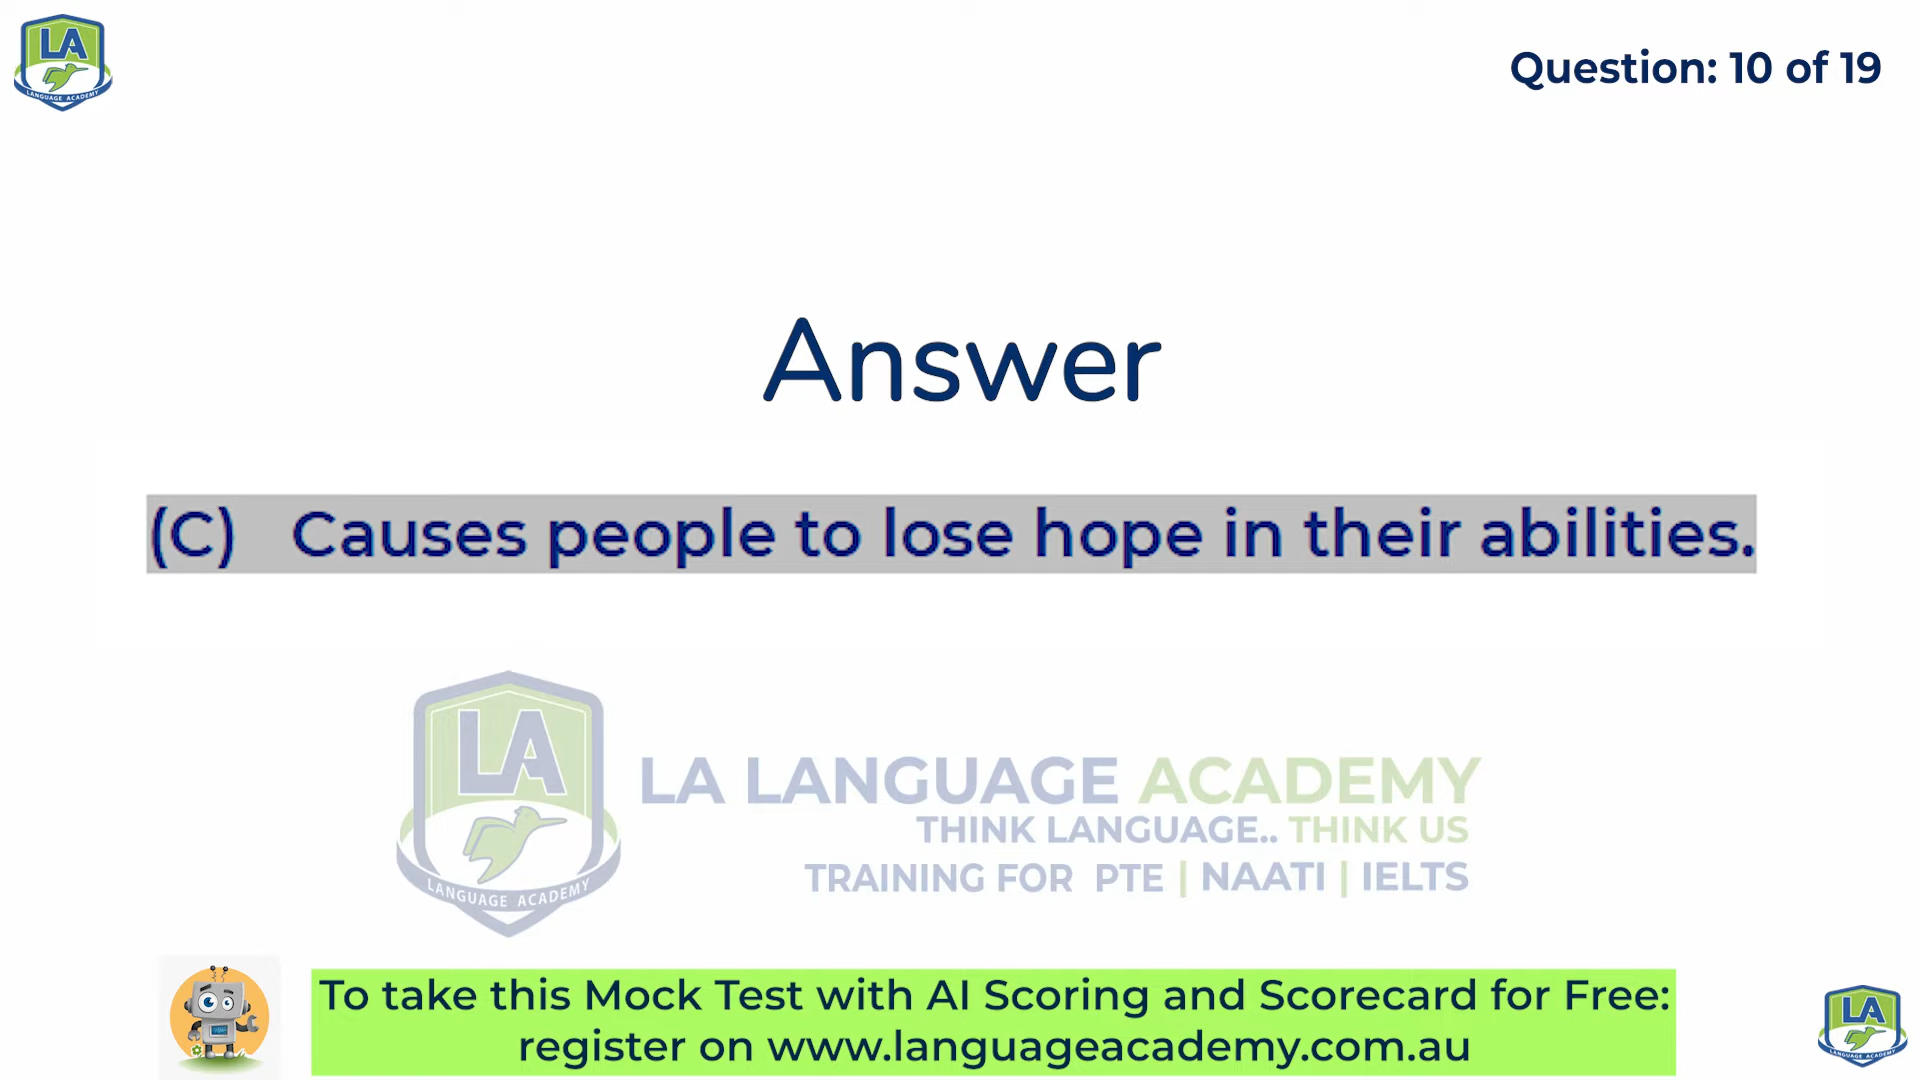 LA
LANGUAGE ACADEMY
Question: 10 of 19
Answer
(C) Causes people to lose hope in their abilities.
LA
LANGUAGE ACADEMY
LA LANGUAGE ACADEMY
THINK LANGUAGE.. THINK US
TRAINING FOR PTE | NAATI | IELTS
To take this Mock Test with AI Scoring and Scorecard for Free:
register on www.languageacademy.com.au
LA
LANGUAGE ACADEMY